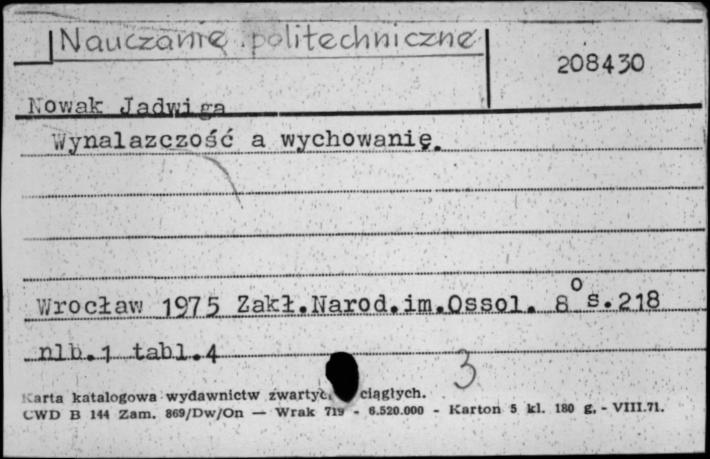 Nauczanie politechniczne
208430
Nowak Jadwiga
Wynalazczość a wychowanie.
Wrocław 1975 Zakł.Narod.im.Ossol. 8° s.218
nlb.1 tabl.4
3
Karta katalogowa wydawnictw zwartyc ciągłych.
CWD B 144 Zam. 869/Dw/On — Wrak 719 - 6.520.000 - Karton 5 kl. 180 g. - VIII.71.